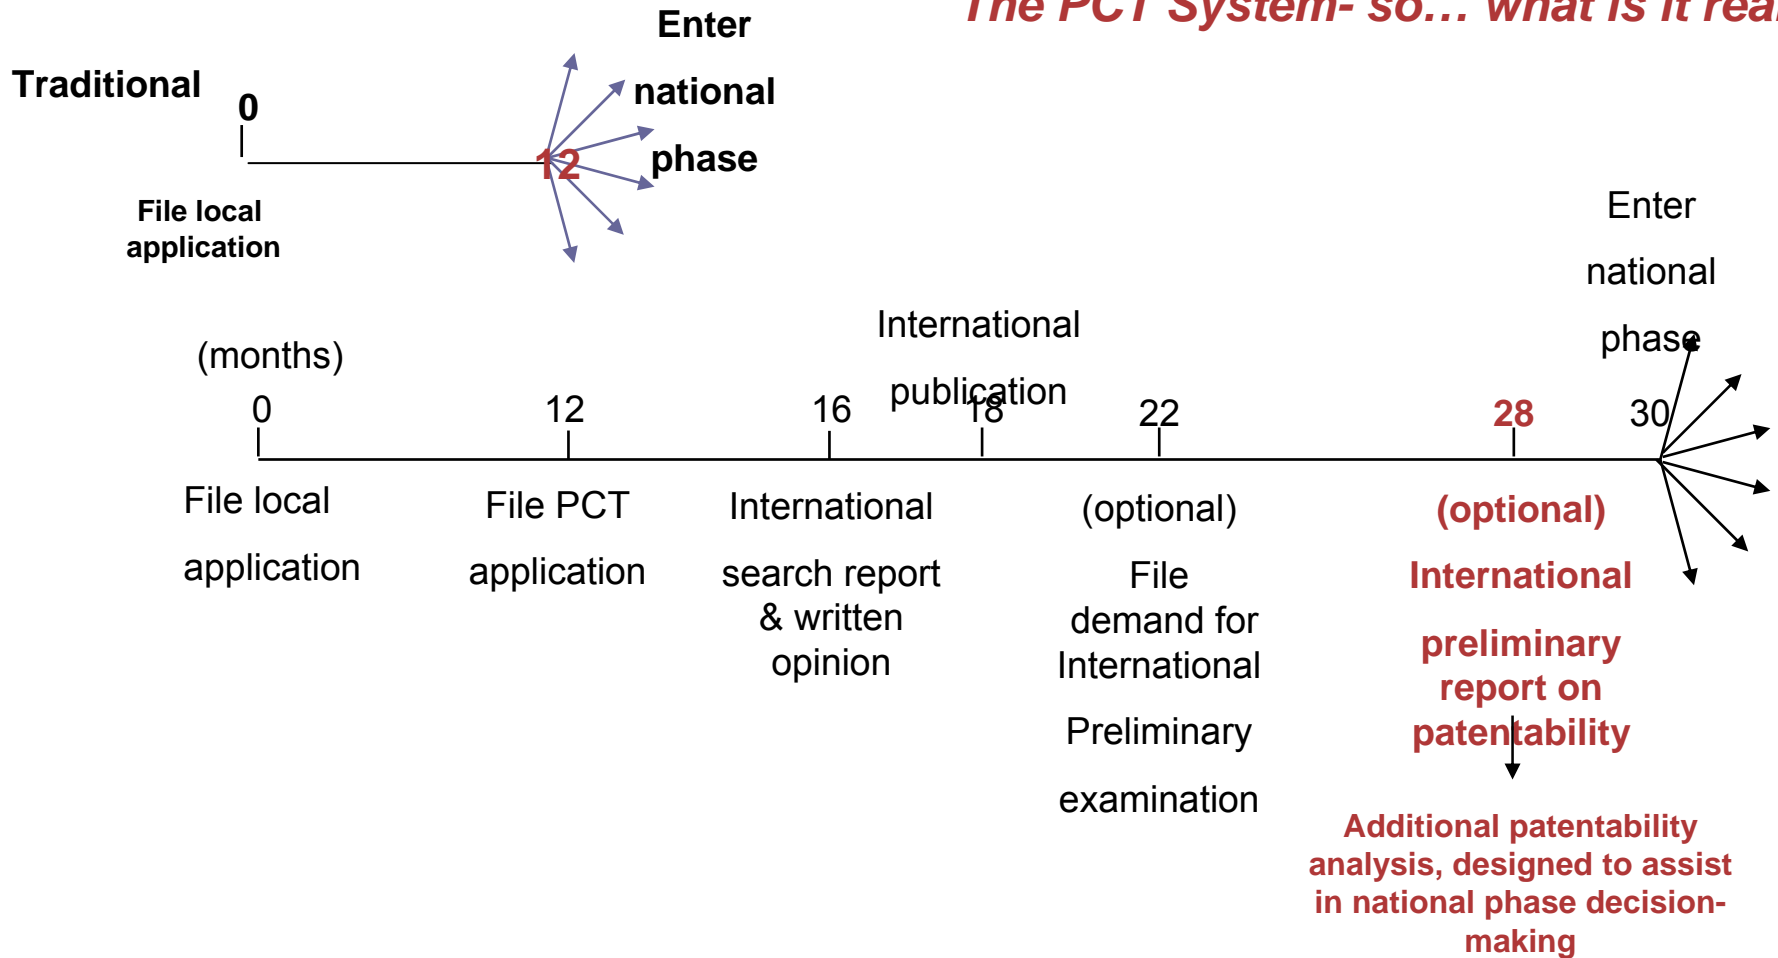 The PCT System- so… what is it real
Traditional
0
12
Enter
national
phase
File local
application
(months)
0
12
16
International
publication
18
22
28
30
Enter
national
phase
File local
application
File PCT
application
International
search report
& written
opinion
(optional)
File
demand for
International
Preliminary
examination
(optional)
International
preliminary
report on
patentability
Additional patentability
analysis, designed to assist
in national phase decision-
making